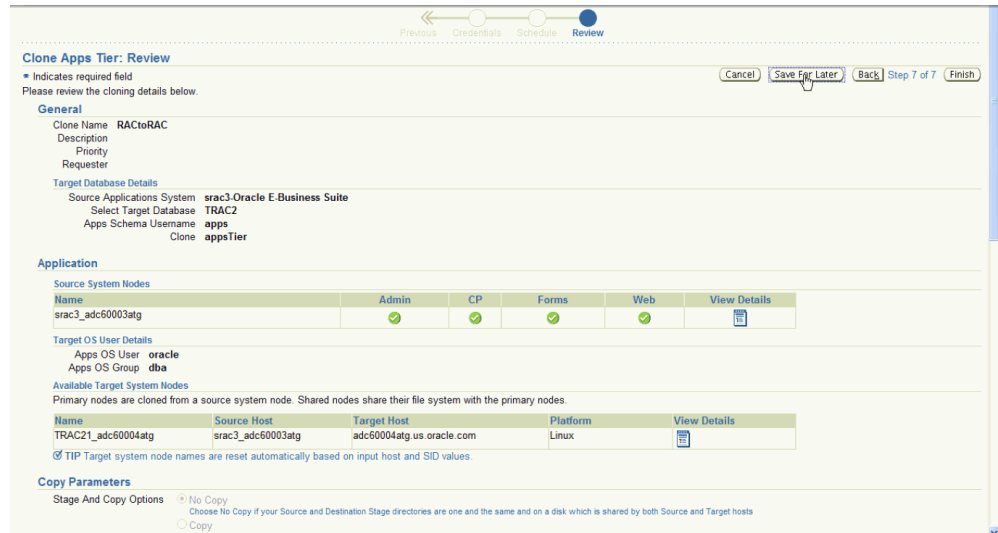 Previous Credentials Schedule Review
Clone Apps Tier: Review
* Indicates required field
Cancel Save For Later Back Step 7 of 7 Finish
Please review the cloning details below.
General
Clone Name RACtoRAC
Description
Priority
Requester
Target Database Details
Source Applications System srac3-Oracle E-Business Suite
Select Target Database TRAC2
Apps Schema Username apps
Clone appsTier
Application
Source System Nodes
Name Admin CP Forms Web View Details
srac3_adc60003atg
Target OS User Details
Apps OS User oracle
Apps OS Group dba
Available Target System Nodes
Primary nodes are cloned from a source system node. Shared nodes share their file system with the primary nodes.
Name Source Host Target Host Platform View Details
TRAC21_adc60004atg srac3_adc60003atg adc60004atg.us.oracle.com Linux
TIP Target system node names are reset automatically based on input host and SID values.
Copy Parameters
Stage And Copy Options No Copy
Choose No Copy if your Source and Destination Stage directories are one and the same and on a disk which is shared by both Source and Target hosts
Copy